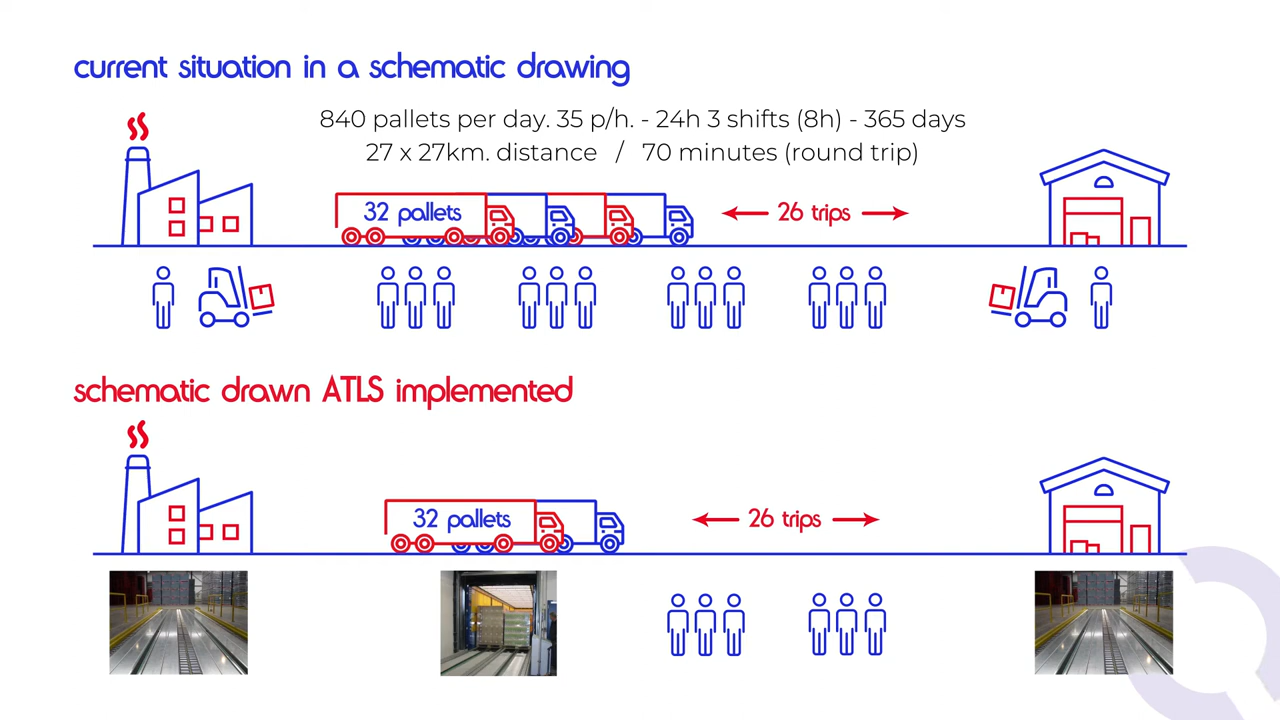 current situation in a schematic drawing
840 pallets per day. 35 p/h. - 24h 3 shifts (8h) - 365 days
27 x 27km. distance / 70 minutes (round trip)
32 pallets
26 trips
schematic drawn ATLS implemented
32 pallets
26 trips